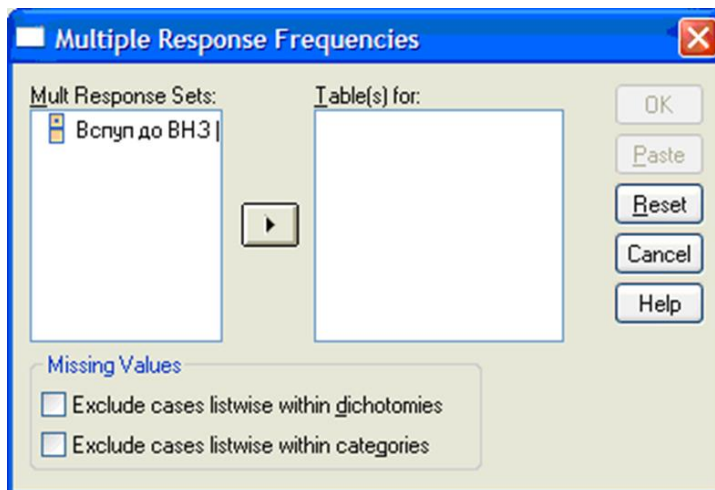 Multiple Response Frequencies
Mult Response Sets:
Вспуп до ВНЗ |
Table(s) for:
OK
Paste
Reset
Cancel
Help
Missing Values
Exclude cases listwise within dichotomies
Exclude cases listwise within categories